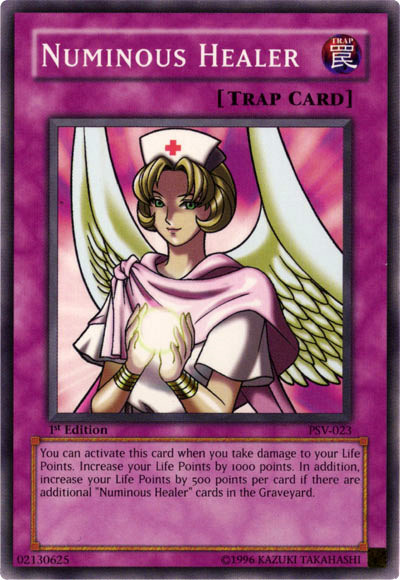 NUMINOUS HEALER
TRAP
罠
[TRAP CARD]
1st Edition
PSV-023
You can activate this card when you take damage to your Life
Points. Increase your Life Points by 1000 points. In addition,
increase your Life Points by 500 points per card if there are
additional "Numinous Healer" cards in the Graveyard.
02130625
©1996 KAZUKI TAKAHASHI